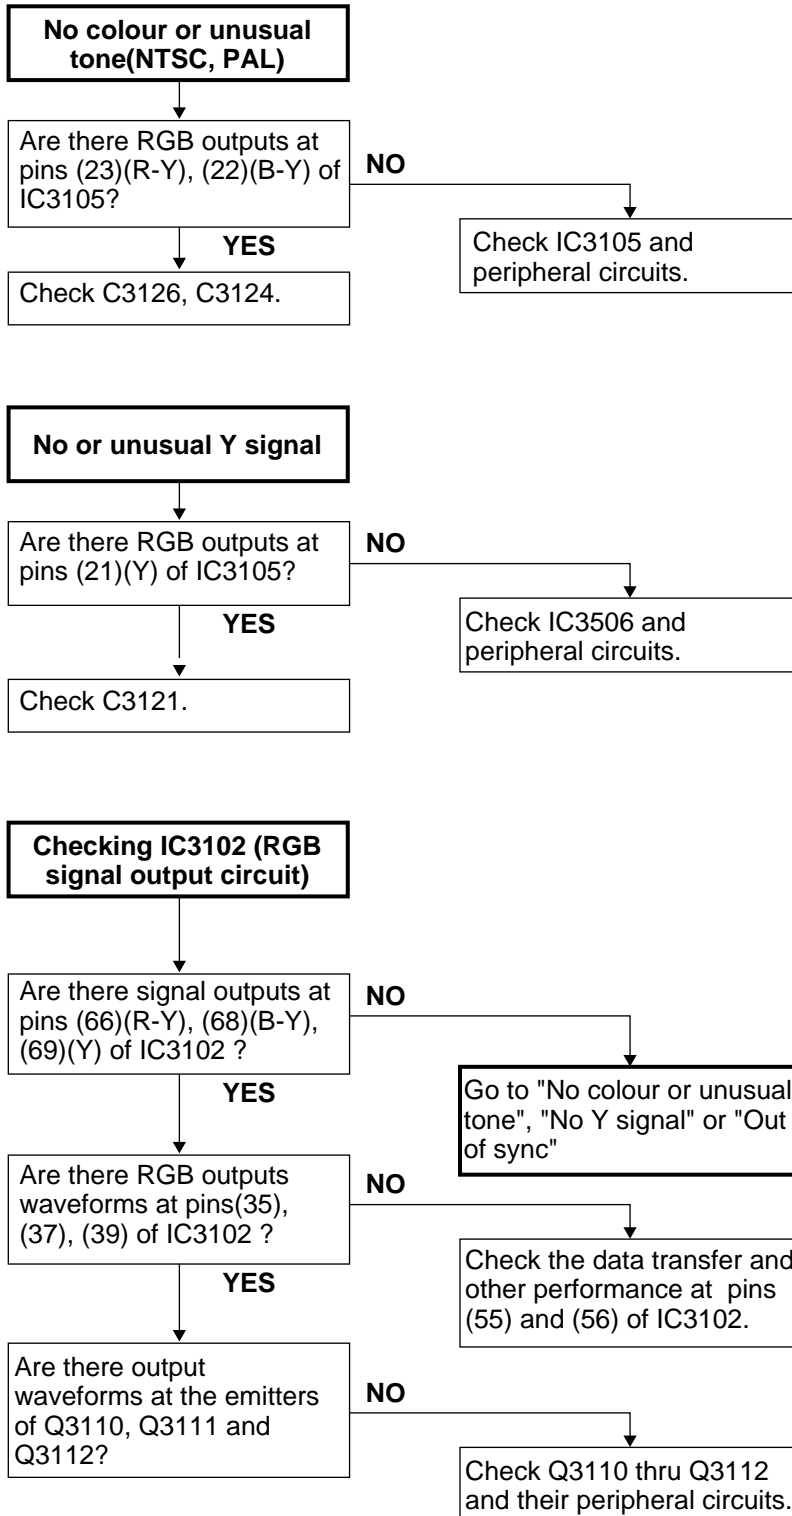 No colour or unusual
tone(NTSC, PAL)
Are there RGB outputs at
pins (23)(R-Y), (22)(B-Y) of
IC3105?
NO
YES
Check IC3105 and
peripheral circuits.
Check C3126, C3124.
No or unusual Y signal
Are there RGB outputs at
pins (21)(Y) of IC3105?
NO
YES
Check IC3506 and
peripheral circuits.
Check C3121.
Checking IC3102 (RGB
signal output circuit)
Are there signal outputs at
pins (66)(R-Y), (68)(B-Y),
(69)(Y) of IC3102 ?
NO
YES
Go to "No colour or unusual
tone", "No Y signal" or "Out
of sync"
Are there RGB outputs
waveforms at pins(35),
(37), (39) of IC3102 ?
NO
YES
Check the data transfer and
other performance at pins
(55) and (56) of IC3102.
Are there output
waveforms at the emitters
of Q3110, Q3111 and
Q3112?
NO
Check Q3110 thru Q3112
and their peripheral circuits.